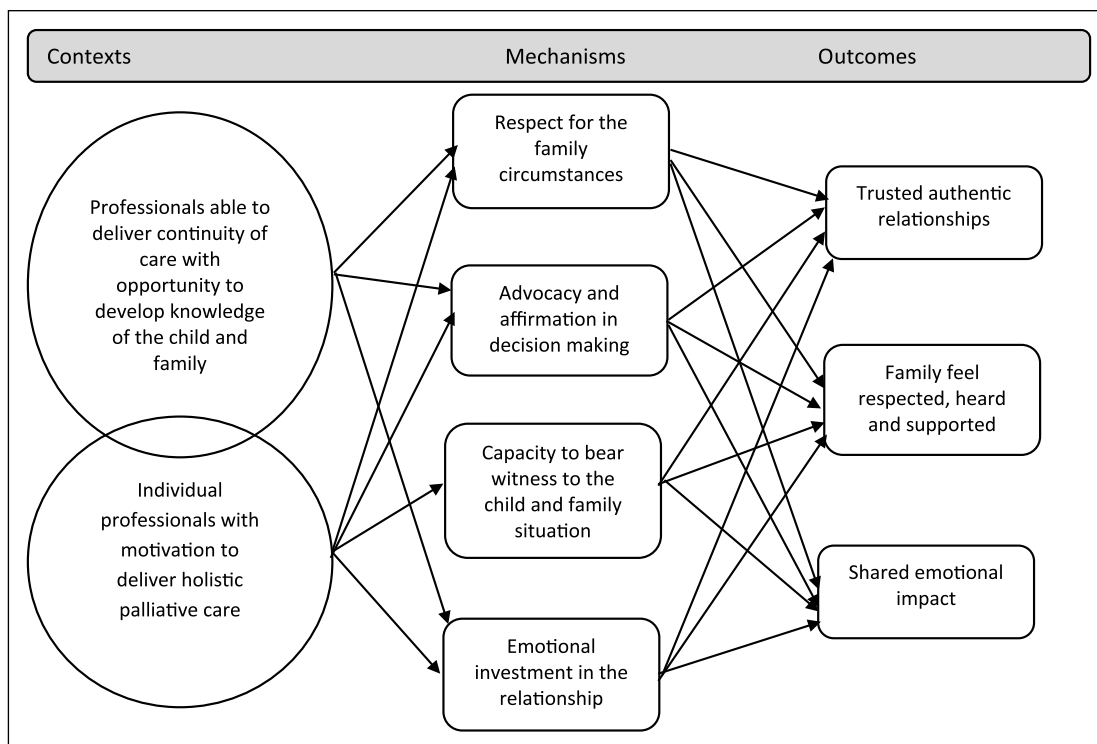 Contexts
Mechanisms
Outcomes
Professionals able to
deliver continuity of
care with
opportunity to
develop knowledge
of the child and
family
Individual
professionals with
motivation to
deliver holistic
palliative care
Respect for the
family
circumstances
Advocacy and
affirmation in
decision making
Capacity to bear
witness to the
child and family
situation
Emotional
investment in the
relationship
Trusted authentic
relationships
Family feel
respected, heard
and supported
Shared emotional
impact